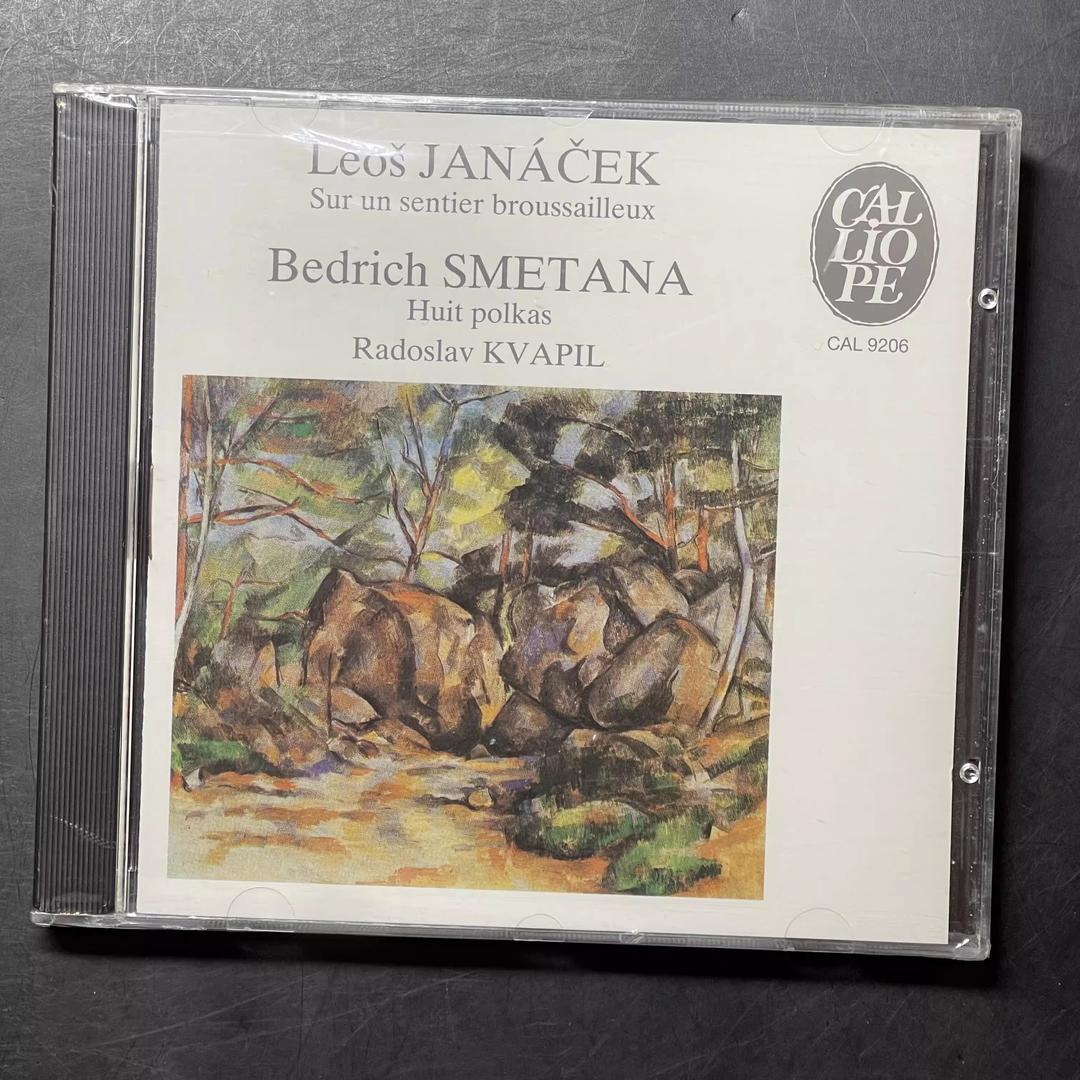 Leoš JANÁČEK
Sur un sentier broussailleux
Bedrich SMETANA
Huit polkas
Radoslav KVAPIL
CAL
LIO
PE
CAL 9206